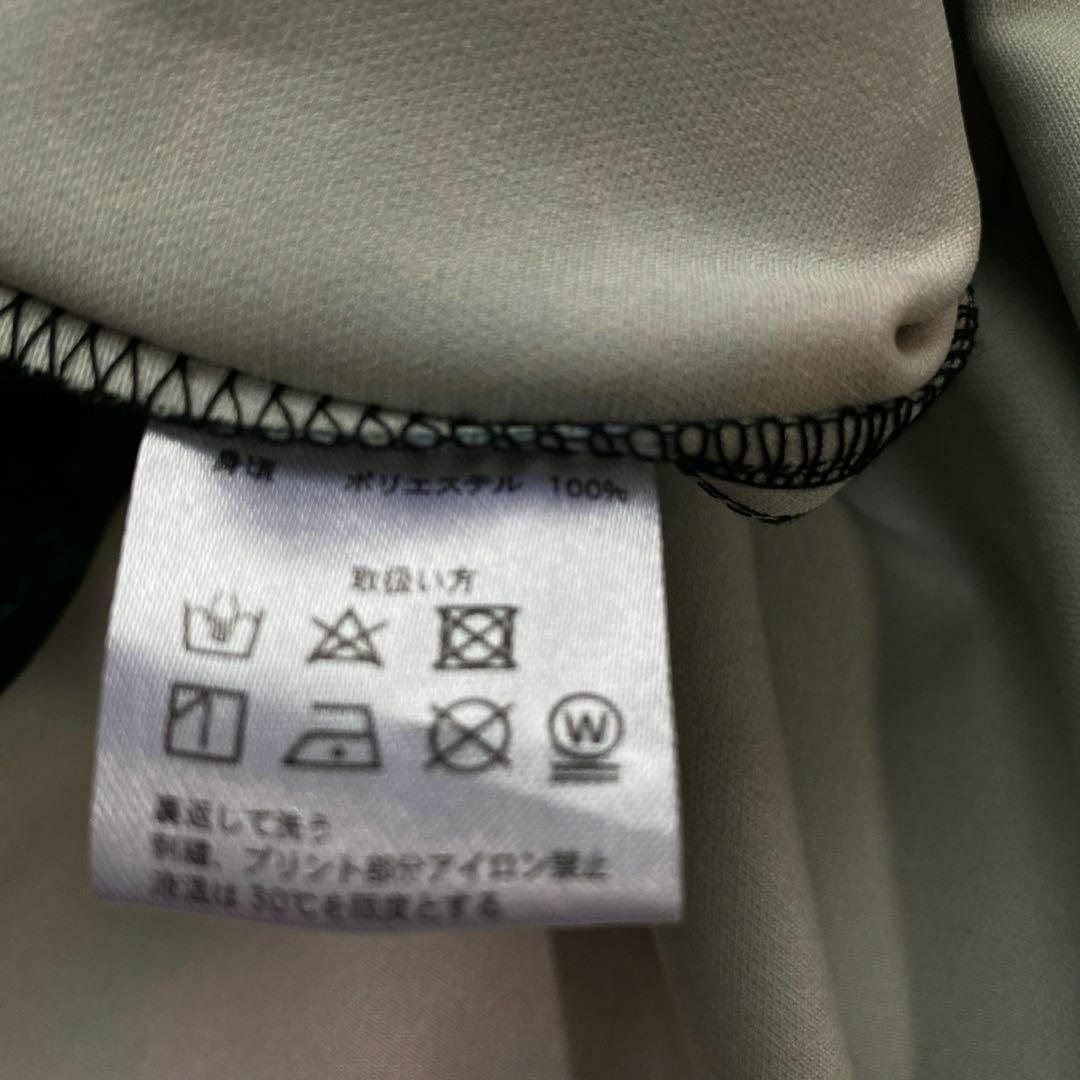 身頃 ポリエステル 100%
取扱い方
W
裏返して洗う
刺繍、プリント部分アイロン禁止
液温は30℃を限度とする